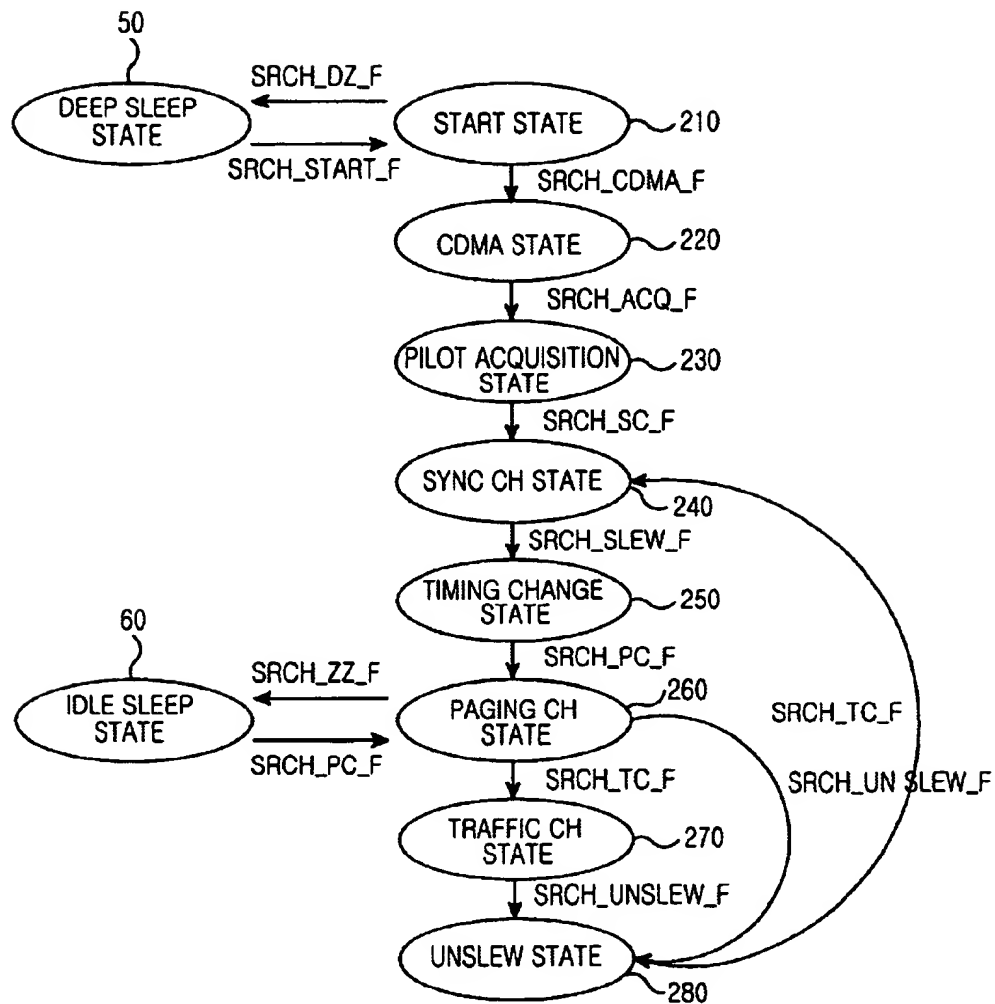 50
SRCH_DZ_F
DEEP SLEEP
STATE
START STATE
210
SRCH_START_F
SRCH_CDMA_F
CDMA STATE
220
SRCH_ACQ_F
PILOT ACQUISITION
STATE
230
SRCH_SC_F
SYNC CH STATE
240
SRCH_SLEW_F
TIMING CHANGE
STATE
250
60
SRCH_PC_F
SRCH_ZZ_F
260
IDLE SLEEP
STATE
PAGING CH
STATE
SRCH_TC_F
SRCH_PC_F
SRCH_TC_F
SRCH_UN SLEW_F
TRAFFIC CH
STATE
270
SRCH_UNSLEW_F
UNSLEW STATE
280